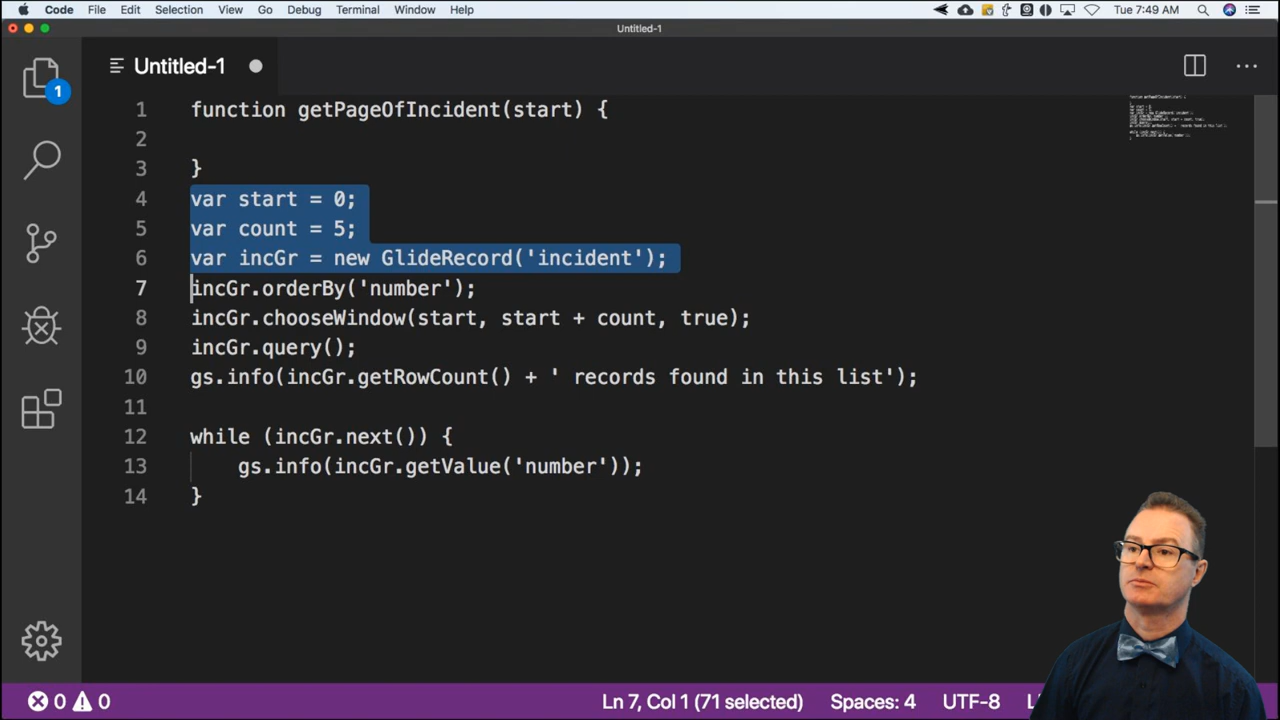 Code File Edit Selection View Go Debug Terminal Window Help Tue 7:49 AM
Untitled-1
Untitled-1
1
1 function getPageOfIncident(start) {
2
3 }
4 var start = 0;
5 var count = 5;
6 var incGr = new GlideRecord('incident');
7 incGr.orderBy('number');
8 incGr.chooseWindow(start, start + count, true);
9 incGr.query();
10 gs.info(incGr.getRowCount() + ' records found in this list');
11
12 while (incGr.next()) {
13 gs.info(incGr.getValue('number'));
14 }
0 0 Ln 7, Col 1 (71 selected) Spaces: 4 UTF-8